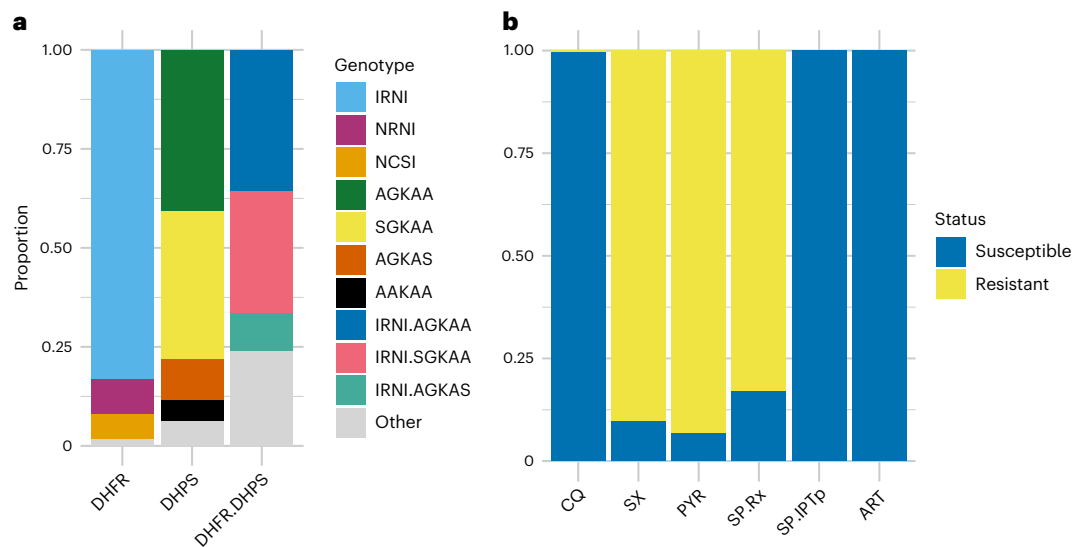 a
Proportion
1.00
0.75
0.50
0.25
0
DHFR
DHPS
DHFR.DHPS
Genotype
IRNI
NRNI
NCSI
AGKAA
SGKAA
AGKAS
AAKAA
IRNI.AGKAA
IRNI.SGKAA
IRNI.AGKAS
Other
b
1.00
0.75
0.50
0.25
0
CQ
SX
PYR
SP.Rx
SP.IPTp
ART
Status
Susceptible
Resistant